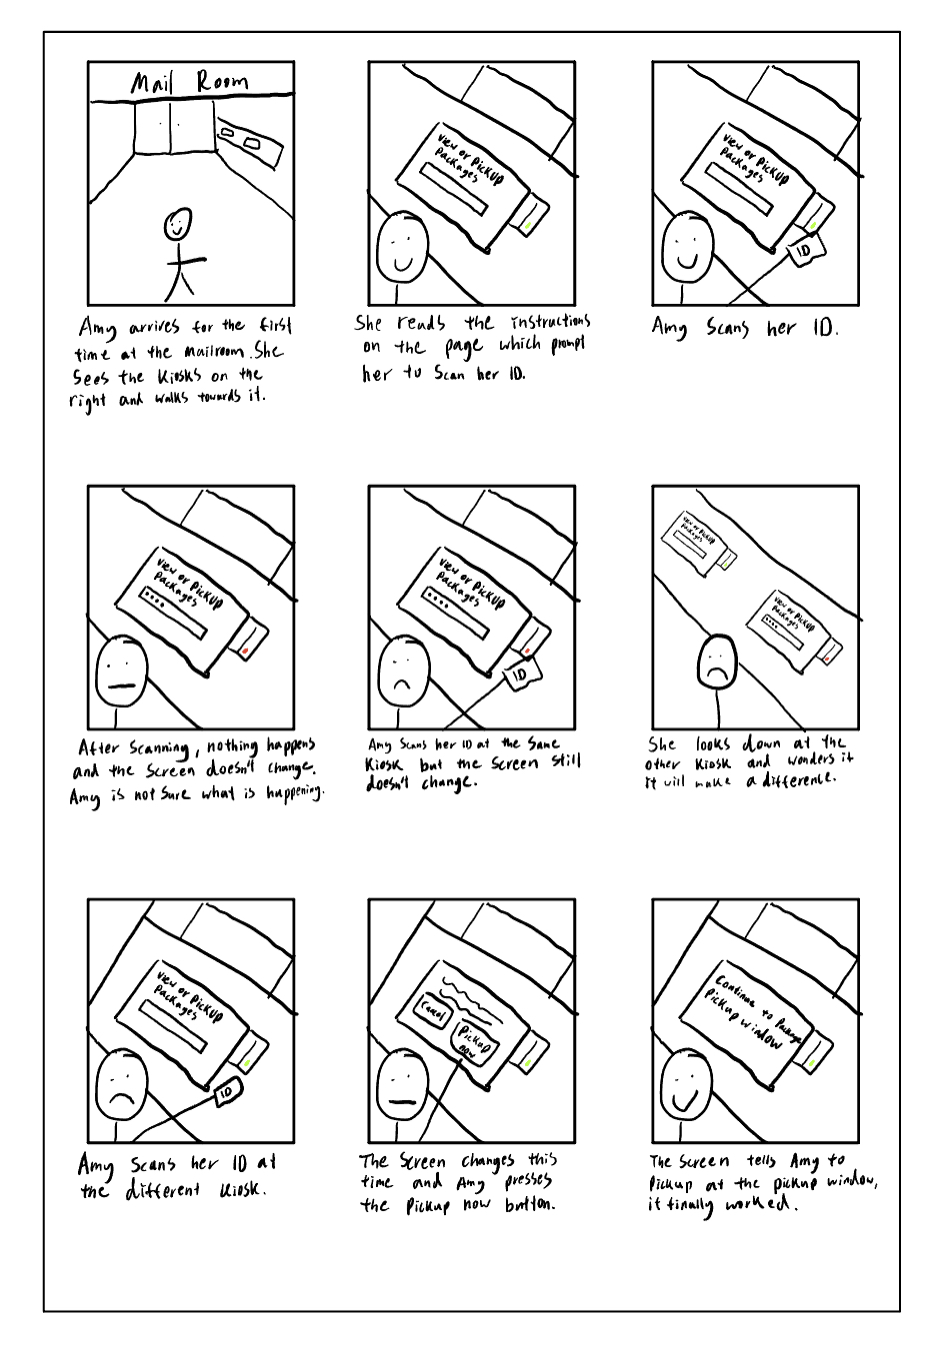 Mail Room
View or Pickup
Packages
View or Pickup
Packages
ID
Amy arrives for the first
time at the mailroom. She
sees the kiosks on the
right and walks towards it.
She reads the instructions
on the page which prompt
her to scan her ID.
Amy scans her ID.
View or Pickup
Packages
View or Pickup
Packages
ID
View or Pickup
Packages
View or Pickup
Packages
After scanning, nothing happens
and the screen doesn't change.
Amy is not sure what is happening.
Amy scans her ID at the same
kiosk but the screen still
doesn't change.
She looks down at the
other kiosk and wonders if
it will make a difference.
View or Pickup
Packages
ID
Cancel
Pickup
now
Continue to Package
Pickup window
Amy scans her ID at
the different kiosk.
The screen changes this
time and Amy presses
the Pickup now button.
The screen tells Amy to
pickup at the pickup window,
it finally worked.